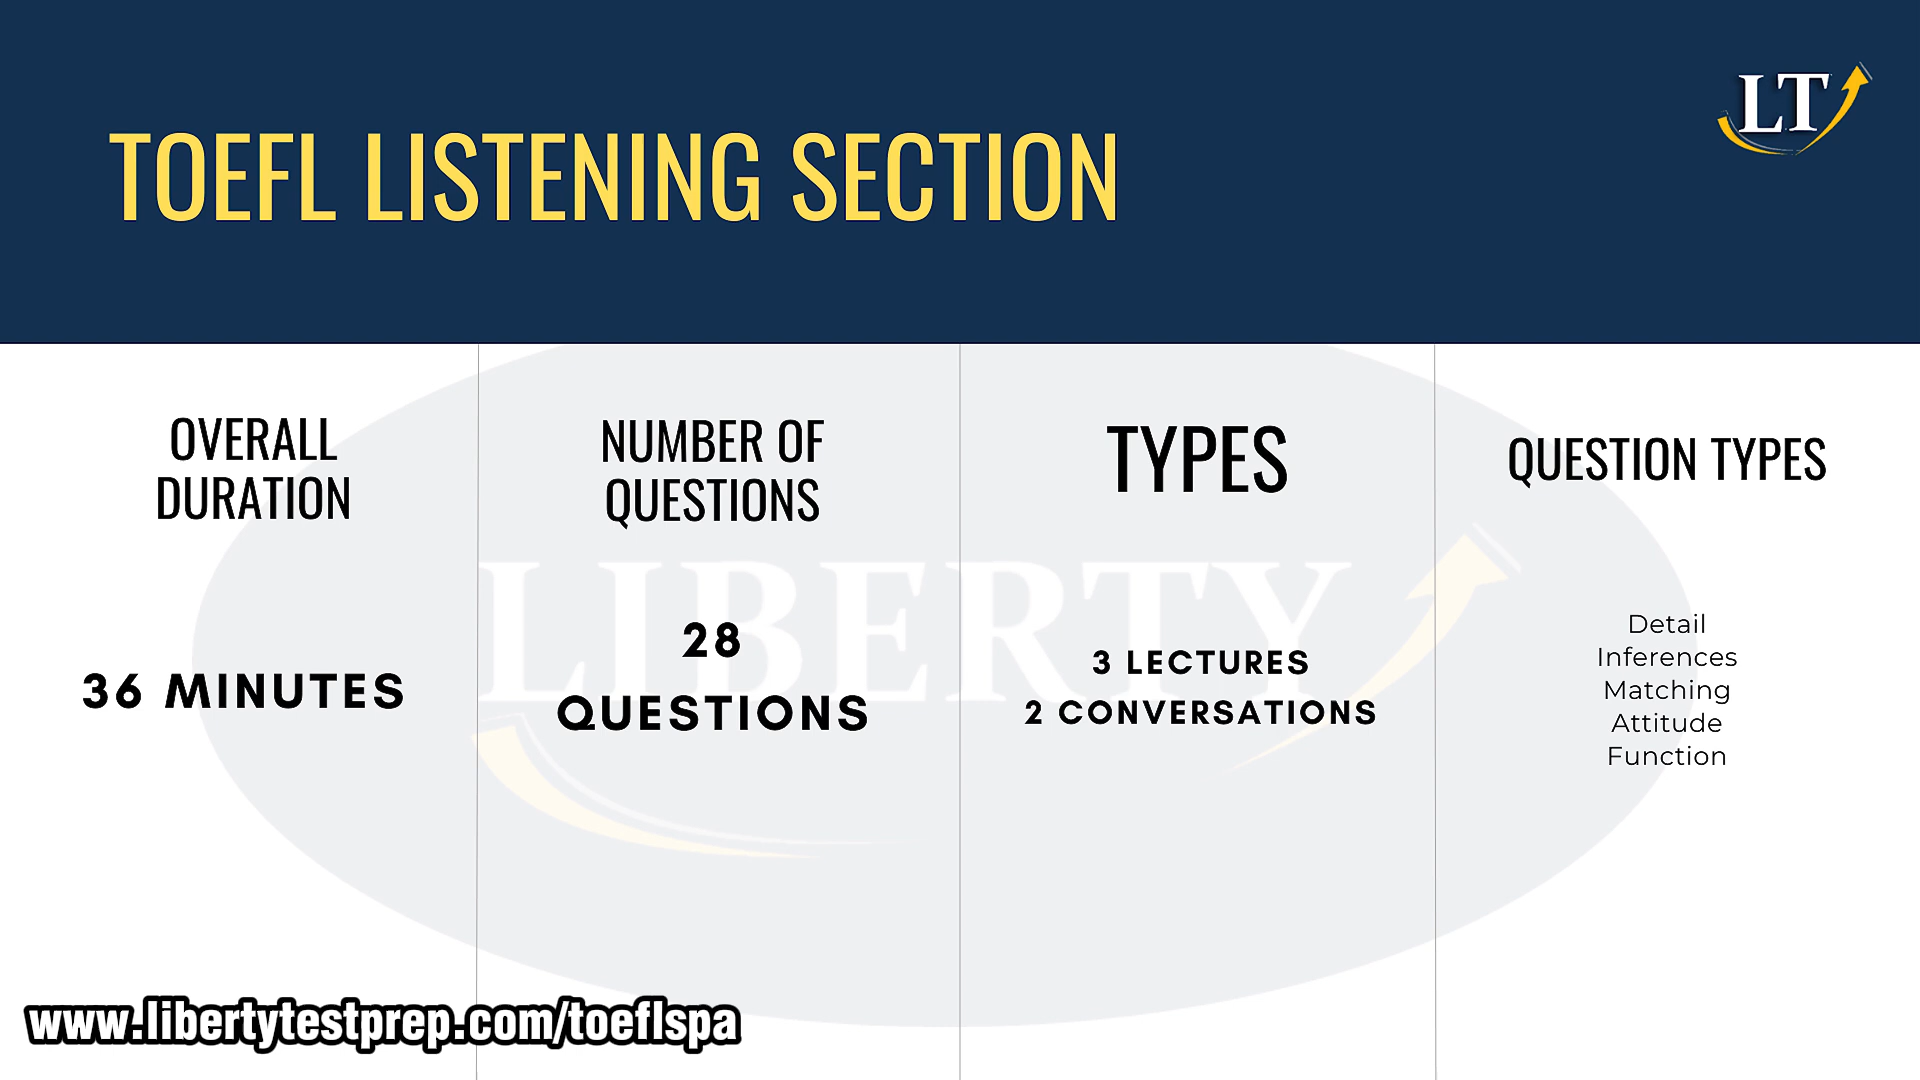 LT
TOEFL LISTENING SECTION
OVERALL
DURATION
36 MINUTES
NUMBER OF
QUESTIONS
28
QUESTIONS
TYPES
3 LECTURES
2 CONVERSATIONS
QUESTION TYPES
Detail
Inferences
Matching
Attitude
Function
LIBERTY
www.libertytestprep.com/toeflspa